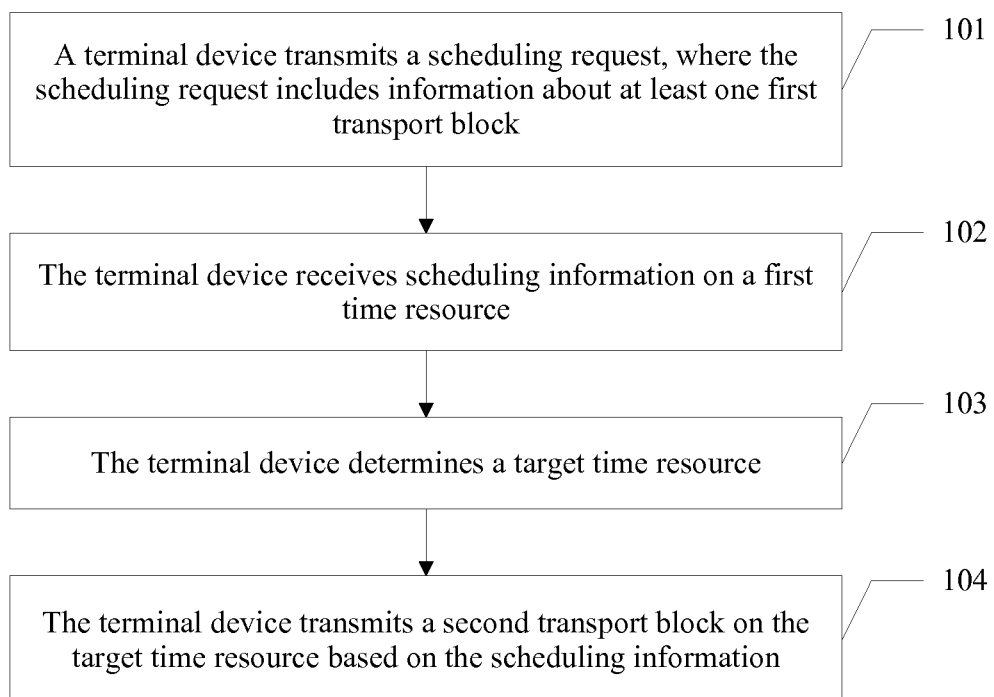 A terminal device transmits a scheduling request, where the
scheduling request includes information about at least one first
transport block
101
The terminal device receives scheduling information on a first
time resource
102
The terminal device determines a target time resource
103
The terminal device transmits a second transport block on the
target time resource based on the scheduling information
104